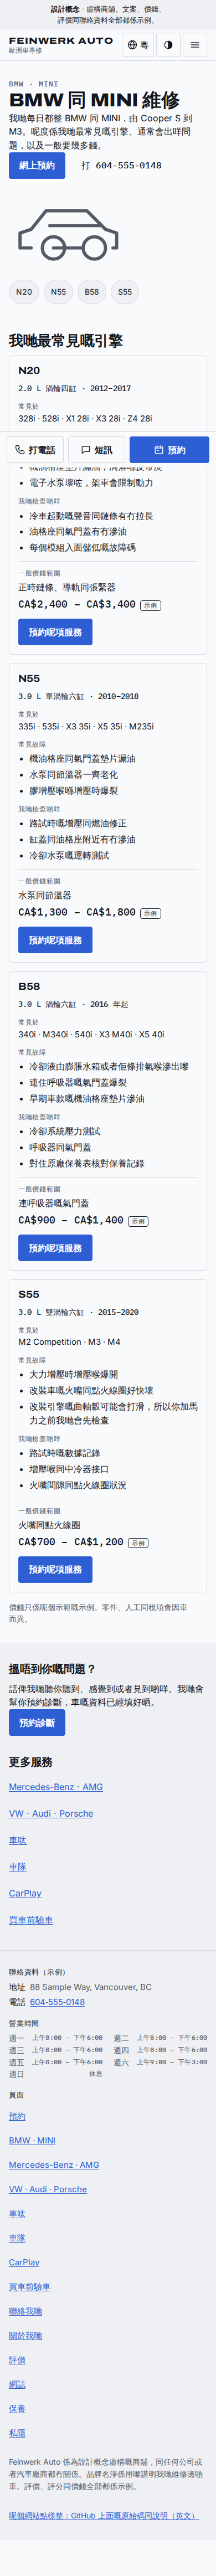 設計概念 · 虛構商舖。文案、價錢、
評價同聯絡資料全部都係示例。
FEINWERK AUTO
歐洲車專修
粵
BMW · MINI
BMW 同 MINI 維修
我哋每日都整 BMW 同 MINI，由 Cooper S 到
M3。呢度係我哋最常見嘅引擎、通常會出咩問
題，以及一般要幾多錢。
網上預約
打 604-555-0148
N20
N55
B58
S55
我哋最常見嘅引擎
N20
2.0 L 渦輪四缸 · 2012–2017
常見於
328i · 528i · X1 28i · X3 28i · Z4 28i
打電話
短訊
預約
電子水泵壞咗，架車會限制動力
我哋檢查啲咩
冷車起動嘅聲音同鏈條有冇拉長
油格座同氣門蓋有冇滲油
每個模組入面儲低嘅故障碼
一般價錢範圍
正時鏈條、導軌同張緊器
CA$2,400 – CA$3,400 示例
預約呢項服務
N55
3.0 L 單渦輪六缸 · 2010–2018
常見於
335i · 535i · X3 35i · X5 35i · M235i
常見故障
機油格座同氣門蓋墊片漏油
水泵同節溫器一齊老化
膠增壓喉喺增壓時爆裂
我哋檢查啲咩
路試時嘅增壓同燃油修正
缸蓋同油格座附近有冇滲油
冷卻水泵嘅運轉測試
一般價錢範圍
水泵同節溫器
CA$1,300 – CA$1,800 示例
預約呢項服務
B58
3.0 L 渦輪六缸 · 2016 年起
常見於
340i · M340i · 540i · X3 M40i · X5 40i
常見故障
冷卻液由膨脹水箱或者佢條排氣喉滲出嚟
連住呼吸器嘅氣門蓋爆裂
早期車款嘅機油格座墊片滲油
我哋檢查啲咩
冷卻系統壓力測試
呼吸器同氣門蓋
對住原廠保養表核對保養記錄
一般價錢範圍
連呼吸器嘅氣門蓋
CA$900 – CA$1,400 示例
預約呢項服務
S55
3.0 L 雙渦輪六缸 · 2015–2020
常見於
M2 Competition · M3 · M4
常見故障
大力增壓時增壓喉爆開
改裝車嘅火嘴同點火線圈好快壞
改裝引擎嘅曲軸轂可能會打滑，所以你加馬
力之前我哋會先檢查
我哋檢查啲咩
路試時嘅數據記錄
增壓喉同中冷器接口
火嘴間隙同點火線圈狀況
一般價錢範圍
火嘴同點火線圈
CA$700 – CA$1,200 示例
預約呢項服務
價錢只係呢個示範嘅示例。零件、人工同稅項會因車
而異。
搵唔到你嘅問題？
話俾我哋聽你聽到、感覺到或者見到啲咩。我哋會
幫你預約診斷，車嘅資料已經填好晒。
預約診斷
更多服務
Mercedes-Benz · AMG
VW · Audi · Porsche
車呔
車隊
CarPlay
買車前驗車
聯絡資料（示例）
地址 88 Sample Way, Vancouver, BC
電話 604-555-0148
營業時間
週一 上午8:00 – 下午6:00 週二 上午8:00 – 下午6:00
週三 上午8:00 – 下午6:00 週四 上午8:00 – 下午6:00
週五 上午8:00 – 下午6:00 週六 上午9:00 – 下午3:00
週日 休息
頁面
預約
BMW · MINI
Mercedes-Benz · AMG
VW · Audi · Porsche
車呔
車隊
CarPlay
買車前驗車
聯絡我哋
關於我哋
評價
網誌
保養
私隱
Feinwerk Auto 係為設計概念虛構嘅商舖，同任何公司或
者汽車廠商都冇關係。品牌名淨係用嚟講明我哋維修邊啲
車。評價、評分同價錢全部都係示例。
呢個網站點樣整：GitHub 上面嘅原始碼同說明（英文）